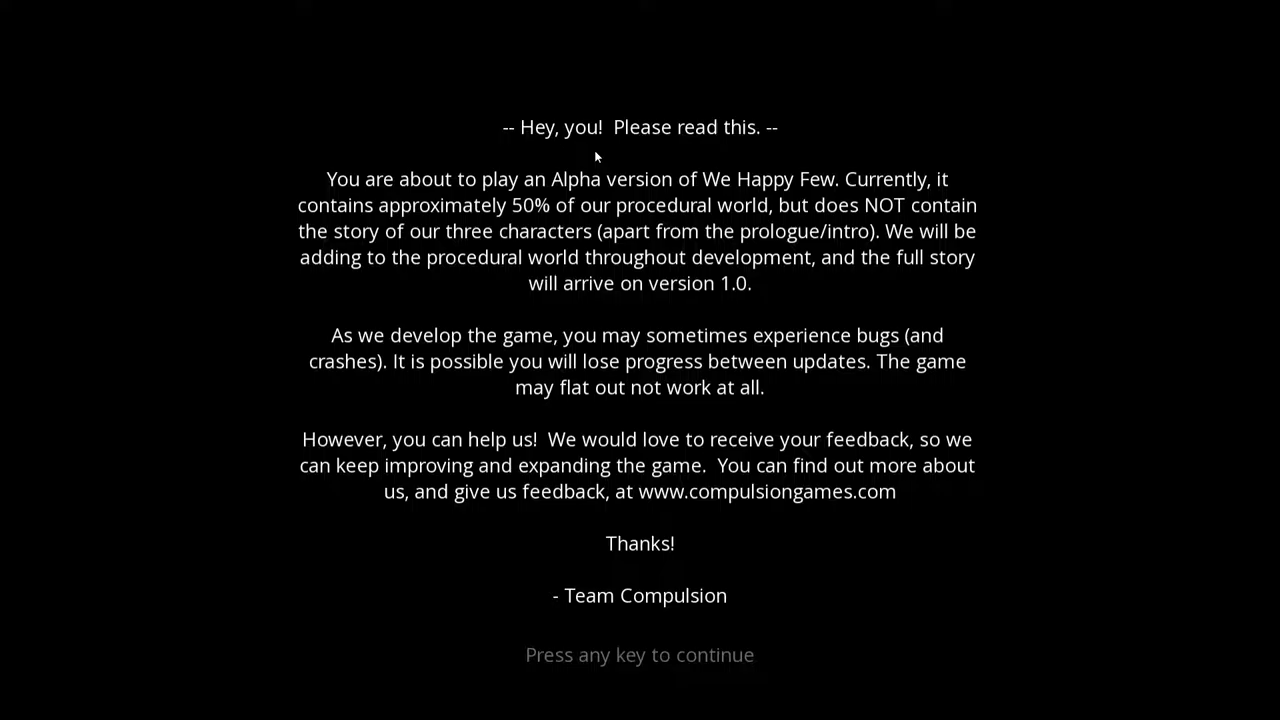 -- Hey, you!  Please read this. --
You are about to play an Alpha version of We Happy Few. Currently, it
contains approximately 50% of our procedural world, but does NOT contain
the story of our three characters (apart from the prologue/intro). We will be
adding to the procedural world throughout development, and the full story
will arrive on version 1.0.
As we develop the game, you may sometimes experience bugs (and
crashes). It is possible you will lose progress between updates. The game
may flat out not work at all.
However, you can help us!  We would love to receive your feedback, so we
can keep improving and expanding the game.  You can find out more about
us, and give us feedback, at www.compulsiongames.com
Thanks!
- Team Compulsion
Press any key to continue